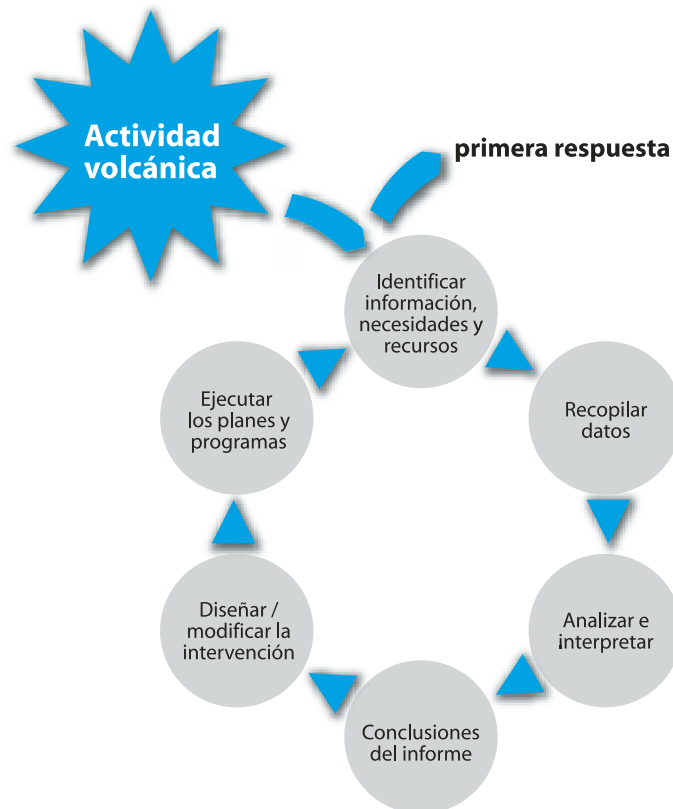 Actividad
volcánica
primera respuesta
Identificar
información,
necesidades y
recursos
Recopilar
datos
Analizar e
interpretar
Conclusiones
del informe
Diseñar /
modificar la
intervención
Ejecutar
los planes y
programas